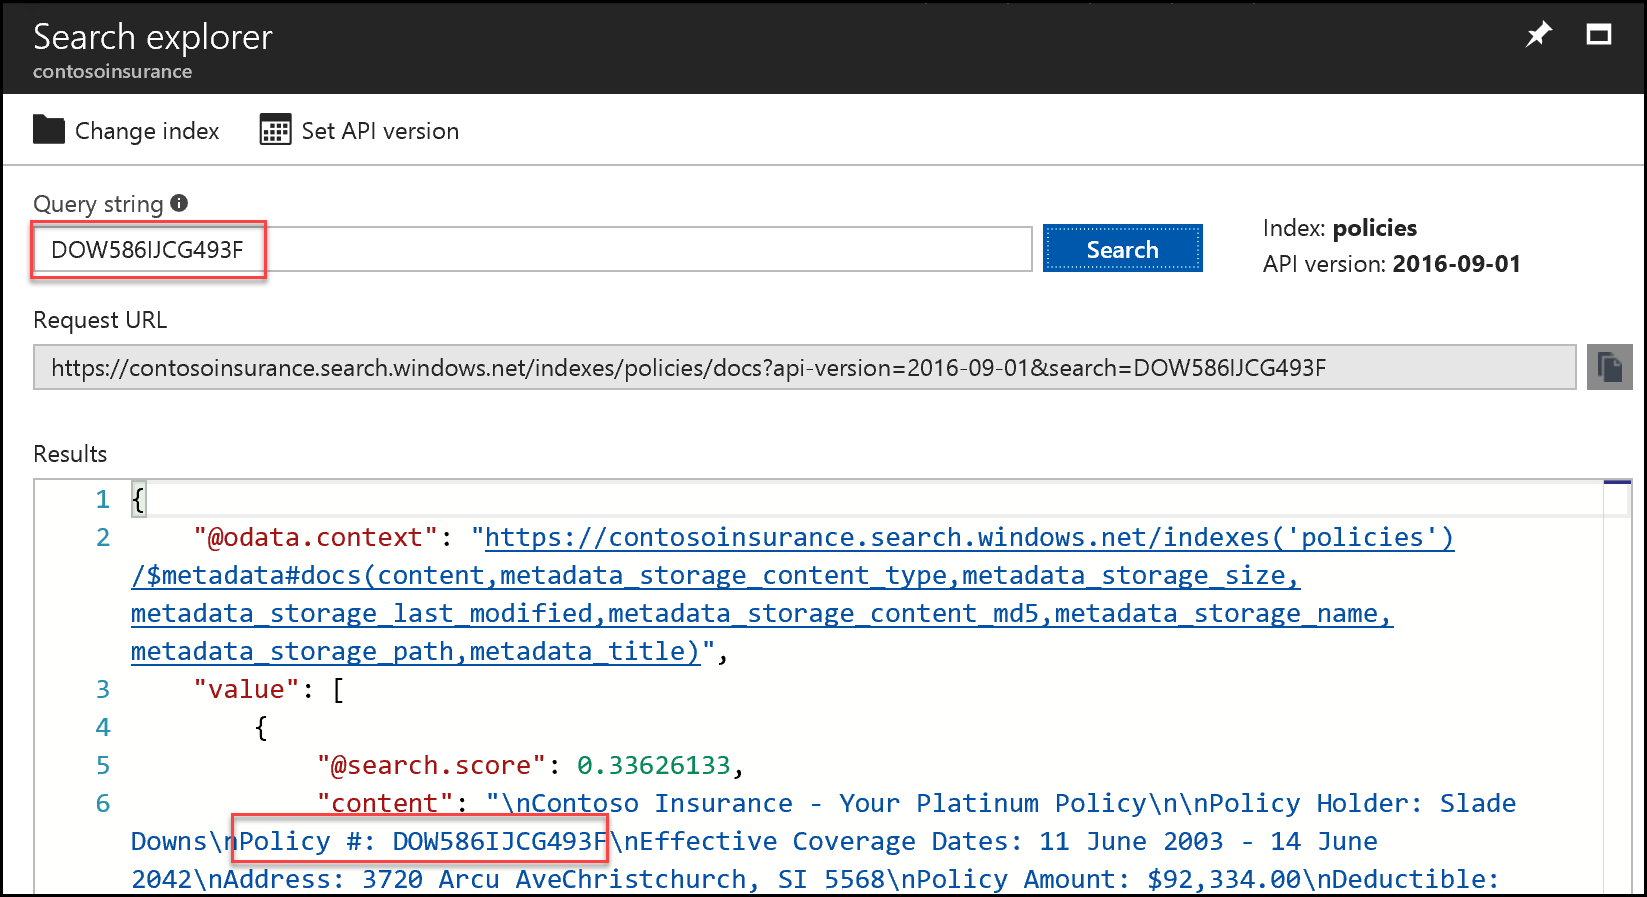 Search explorer
contosoinsurance
Change index
Set API version
Query string
DOW586IJCG493F
Search
Index: policies
API version: 2016-09-01
Request URL
https://contosoinsurance.search.windows.net/indexes/policies/docs?api-version=2016-09-01&search=DOW586IJCG493F
Results
1 {
2 "@odata.context": "https://contosoinsurance.search.windows.net/indexes('policies')
/$metadata#docs(content,metadata_storage_content_type,metadata_storage_size,
metadata_storage_last_modified,metadata_storage_content_md5,metadata_storage_name,
metadata_storage_path,metadata_title)",
3 "value": [
4 {
5 "@search.score": 0.33626133,
6 "content": "\nContoso Insurance - Your Platinum Policy\n\nPolicy Holder: Slade
Downs\nPolicy #: DOW586IJCG493F\nEffective Coverage Dates: 11 June 2003 - 14 June
2042\nAddress: 3720 Arcu AveChristchurch, SI 5568\nPolicy Amount: $92,334.00\nDeductible: